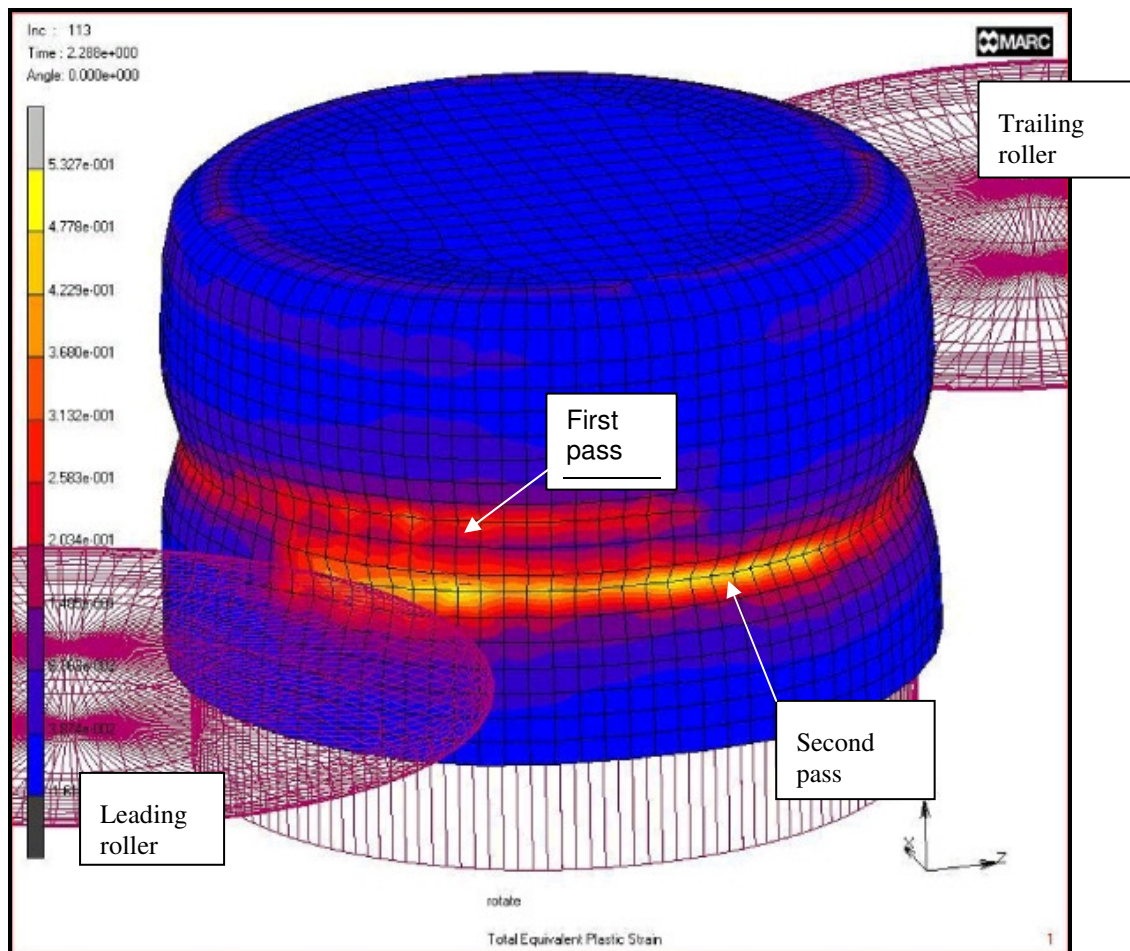 Inc : 113
Time : 2.288e+000
Angle: 0.000e+000
MARC
Trailing
roller
5.327e-001
4.778e-001
4.229e-001
3.680e-001
3.132e-001
2.583e-001
2.034e-001
First
pass
Second
pass
Leading
roller
X
Z
rotate
Total Equivalent Plastic Strain
1